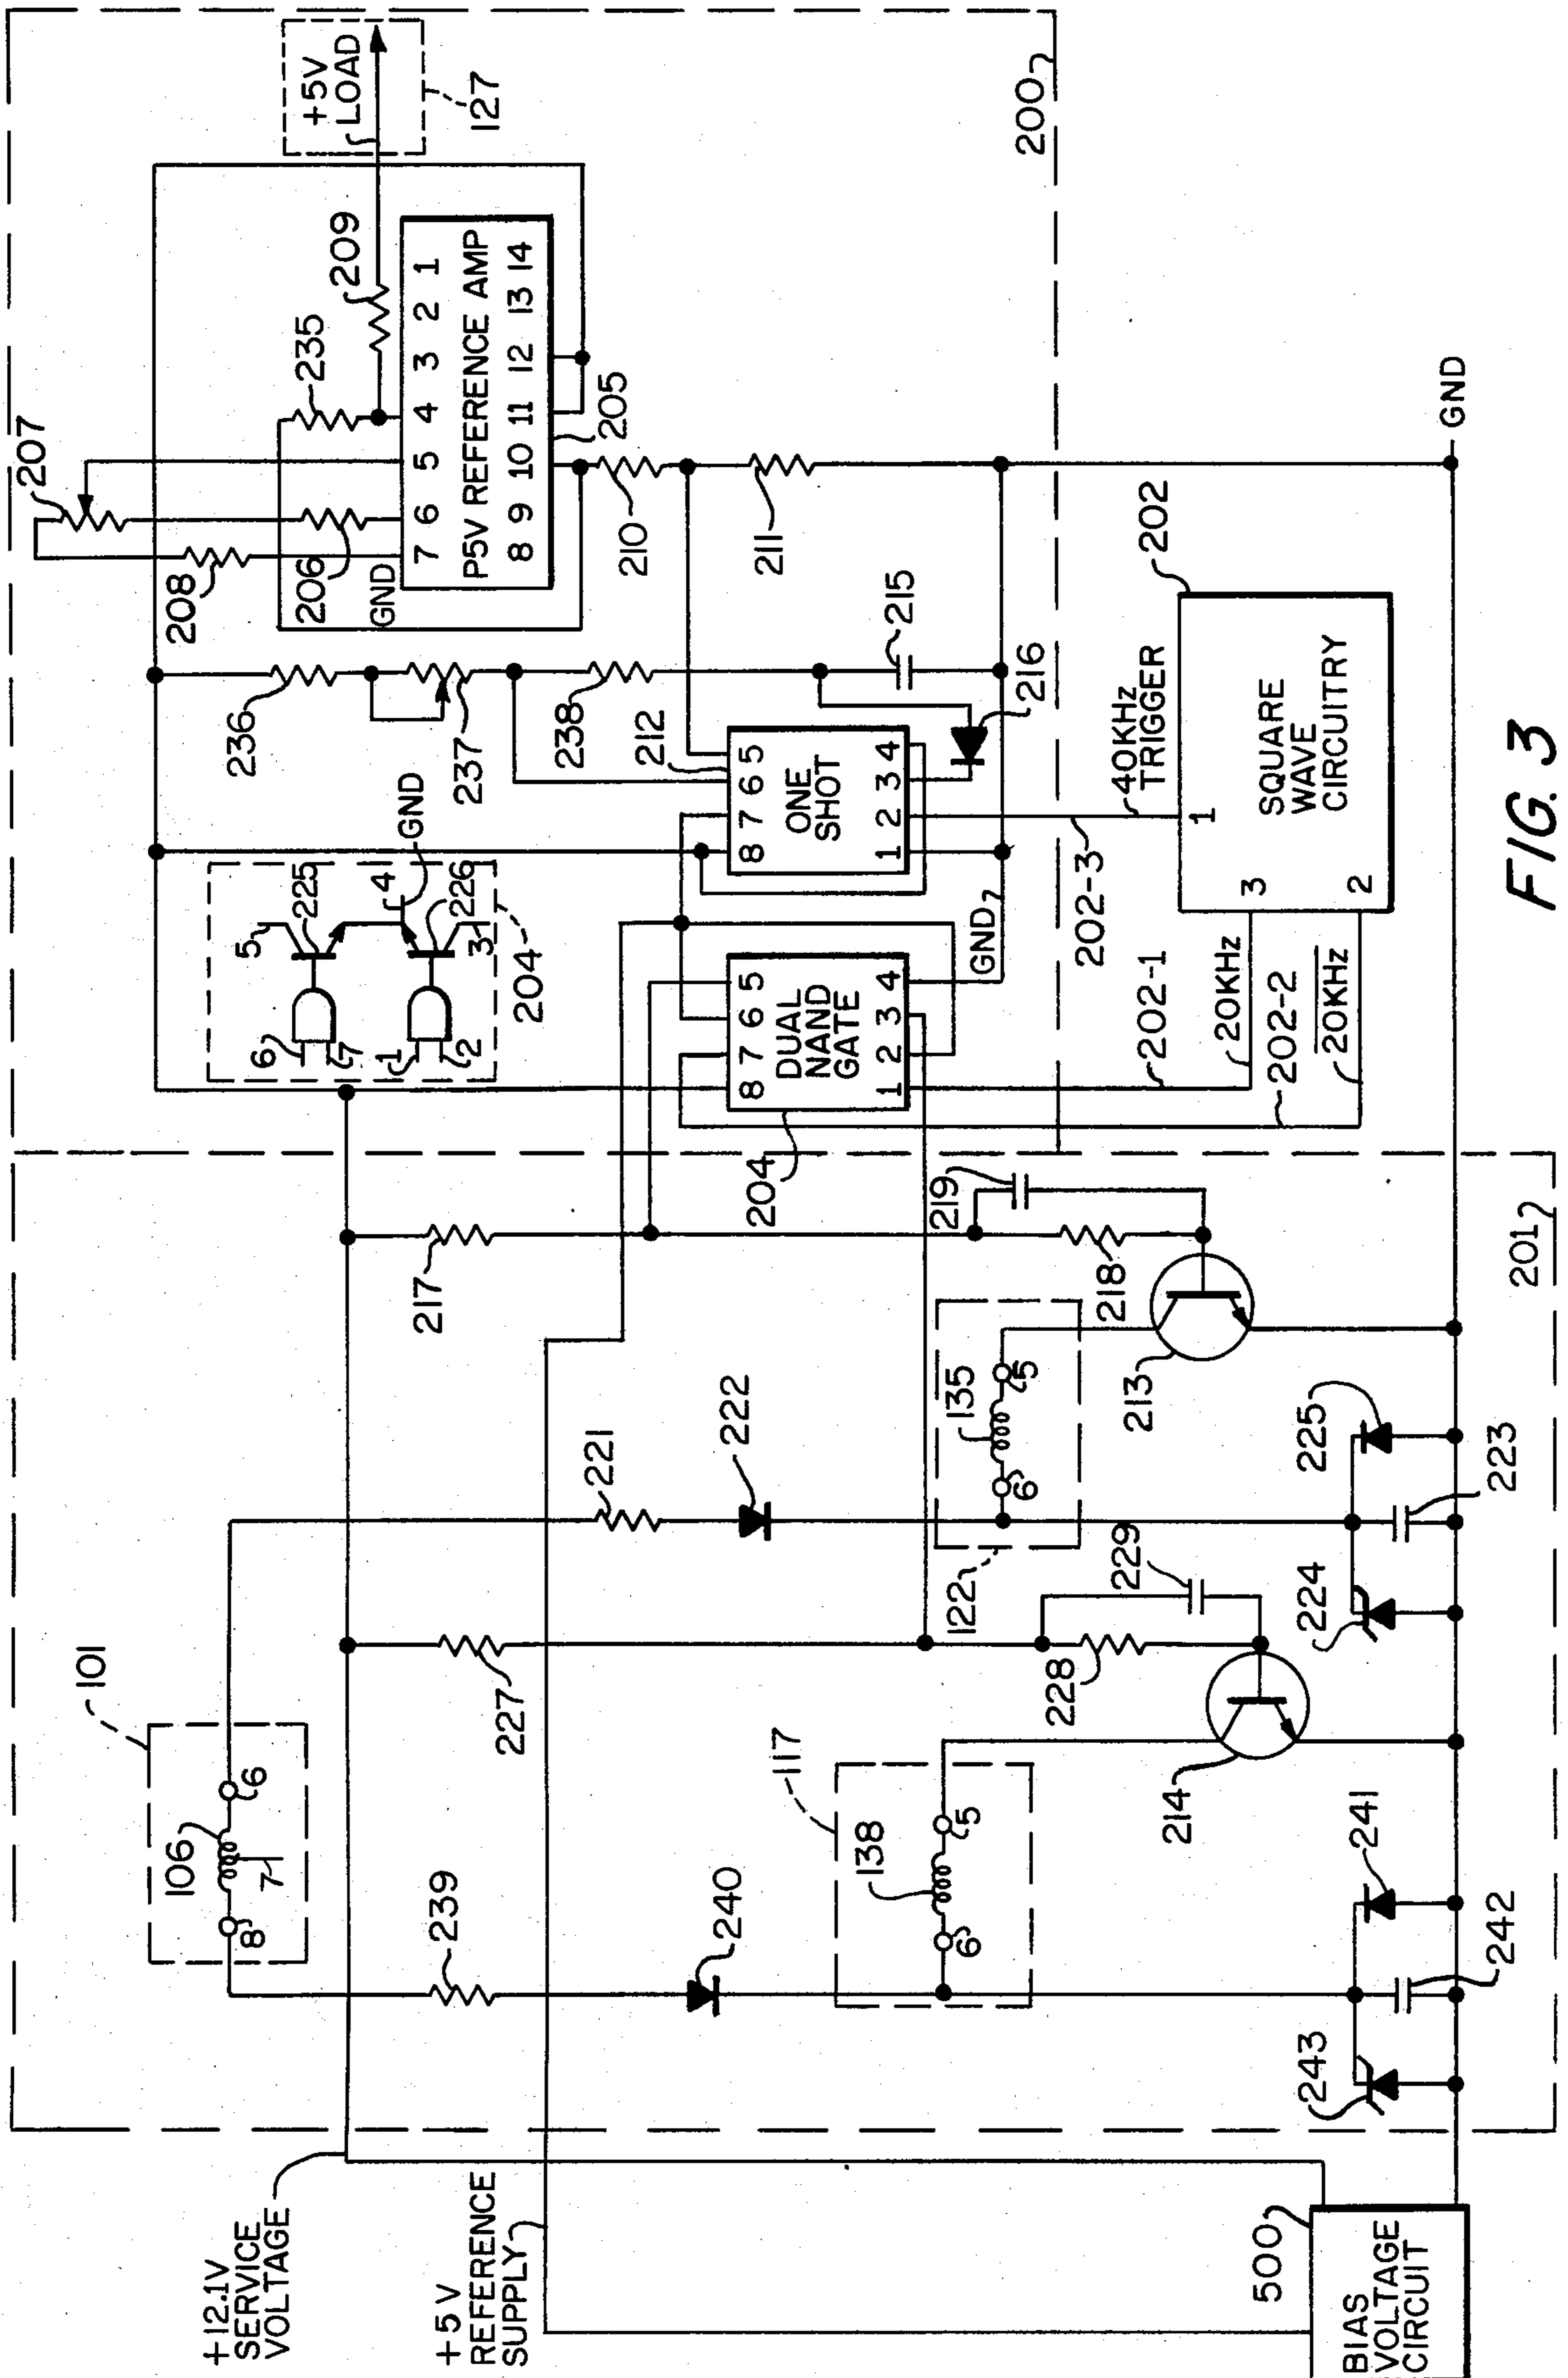 +5V
LOAD
127
200
209
235
207
1 2 3 4 5 6 7
P5V REFERENCE AMP
8 9 10 11 12 13 14
205
206
208
GND
210
211
GND
236
237
238
212
215
216
8 7 6 5
ONE
SHOT
1 2 3 4
40KHz
TRIGGER
202
1
SQUARE
WAVE
CIRCUITRY
3
2
GND
5
225
4
226
3
6
7
1
2
204
8 7 6 5
DUAL
NAND
GATE
1 2 3 4
204
GND
202-3
202-1
20KHz
202-2
20KHz
FIG. 3
217
219
218
213
201
221
222
135
5
6
122
225
223
224
101
106
6
7
8
227
229
228
214
117
138
5
6
239
240
241
242
243
+12.1V
SERVICE
VOLTAGE
+5V
REFERENCE
SUPPLY
500
BIAS
VOLTAGE
CIRCUIT